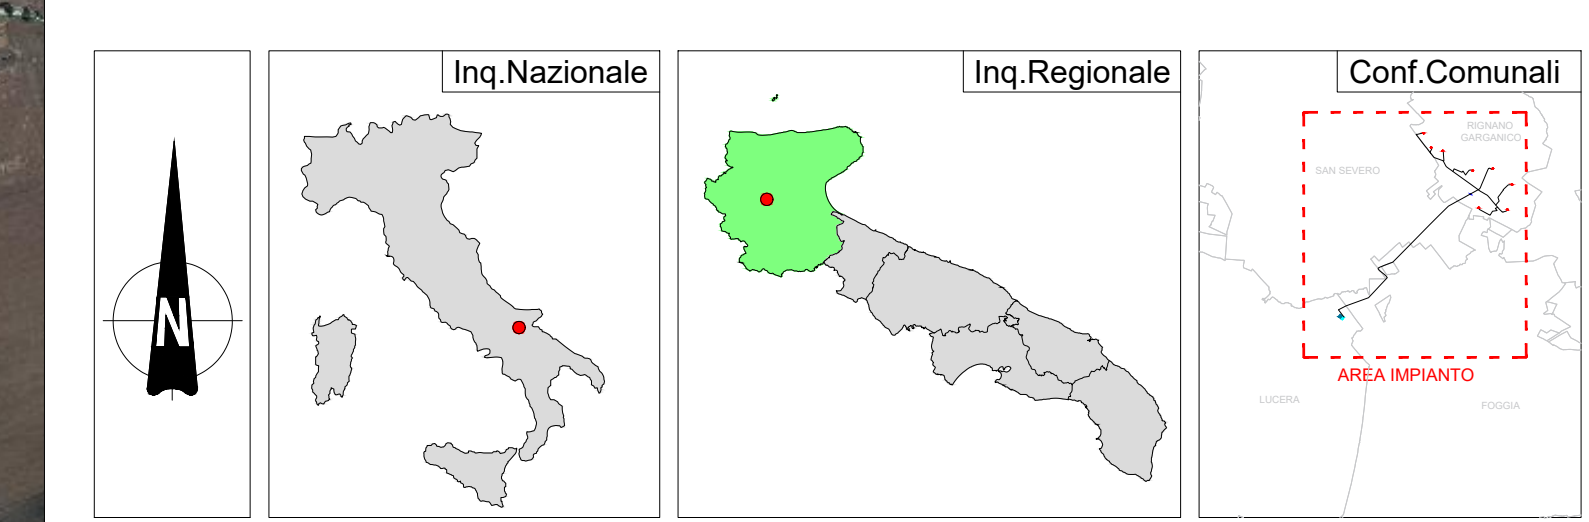 N
Inq.Nazionale
Inq.Regionale
Conf.Comunali
RIGNANO
GARGANICO
SAN SEVERO
AREA IMPIANTO
LUCERA
FOGGIA